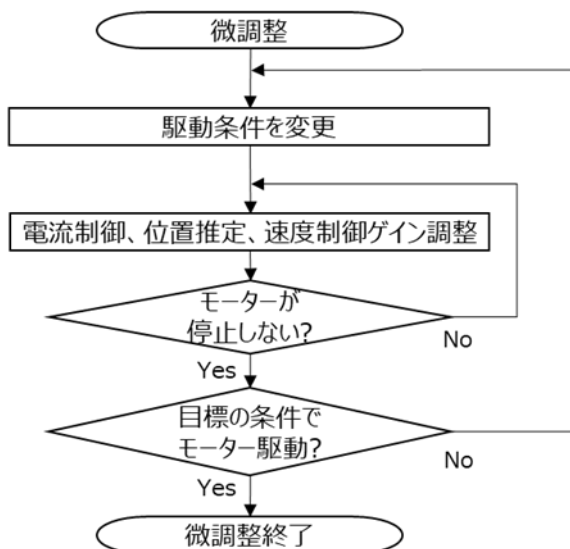 微調整
駆動条件を変更
電流制御、位置推定、速度制御ゲイン調整
モーターが
停止しない?
No
Yes
目標の条件で
モーター駆動?
No
Yes
微調整終了